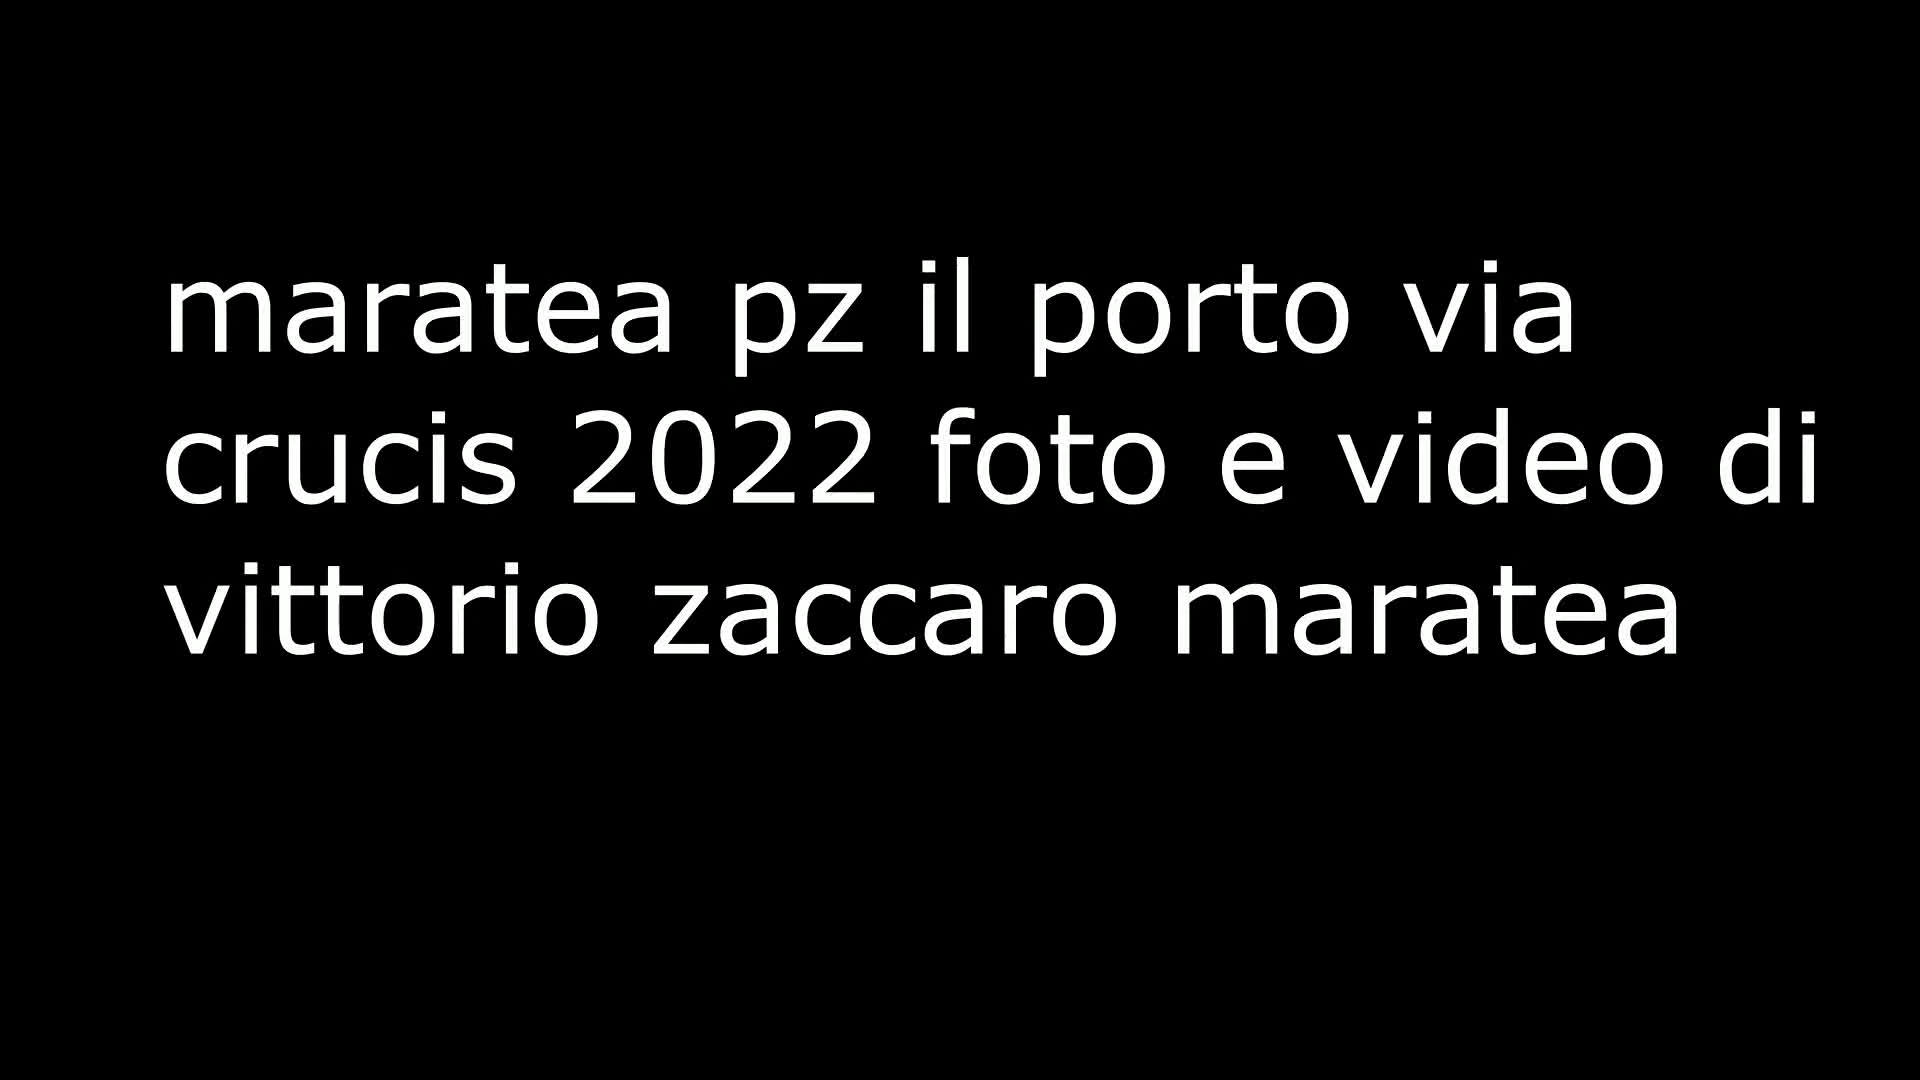 maratea pz il porto via
crucis 2022 foto e video di
vittorio zaccaro maratea